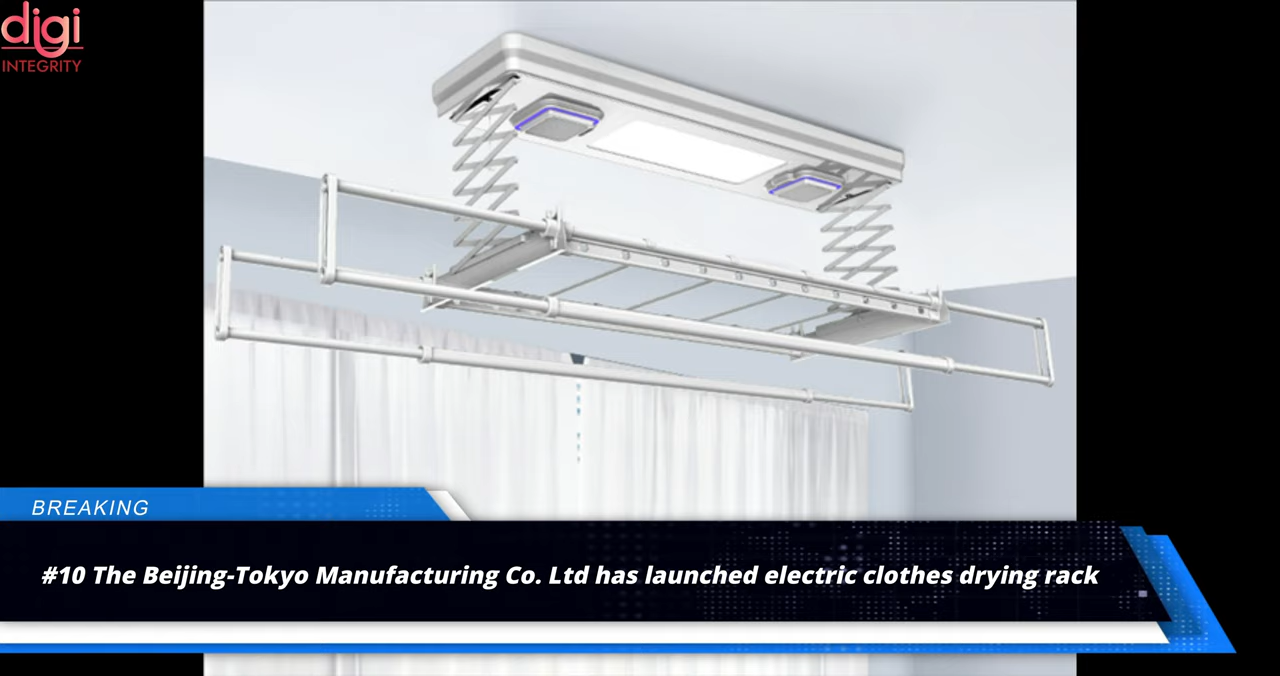 digi
INTEGRITY
BREAKING
#10 The Beijing-Tokyo Manufacturing Co. Ltd has launched electric clothes drying rack